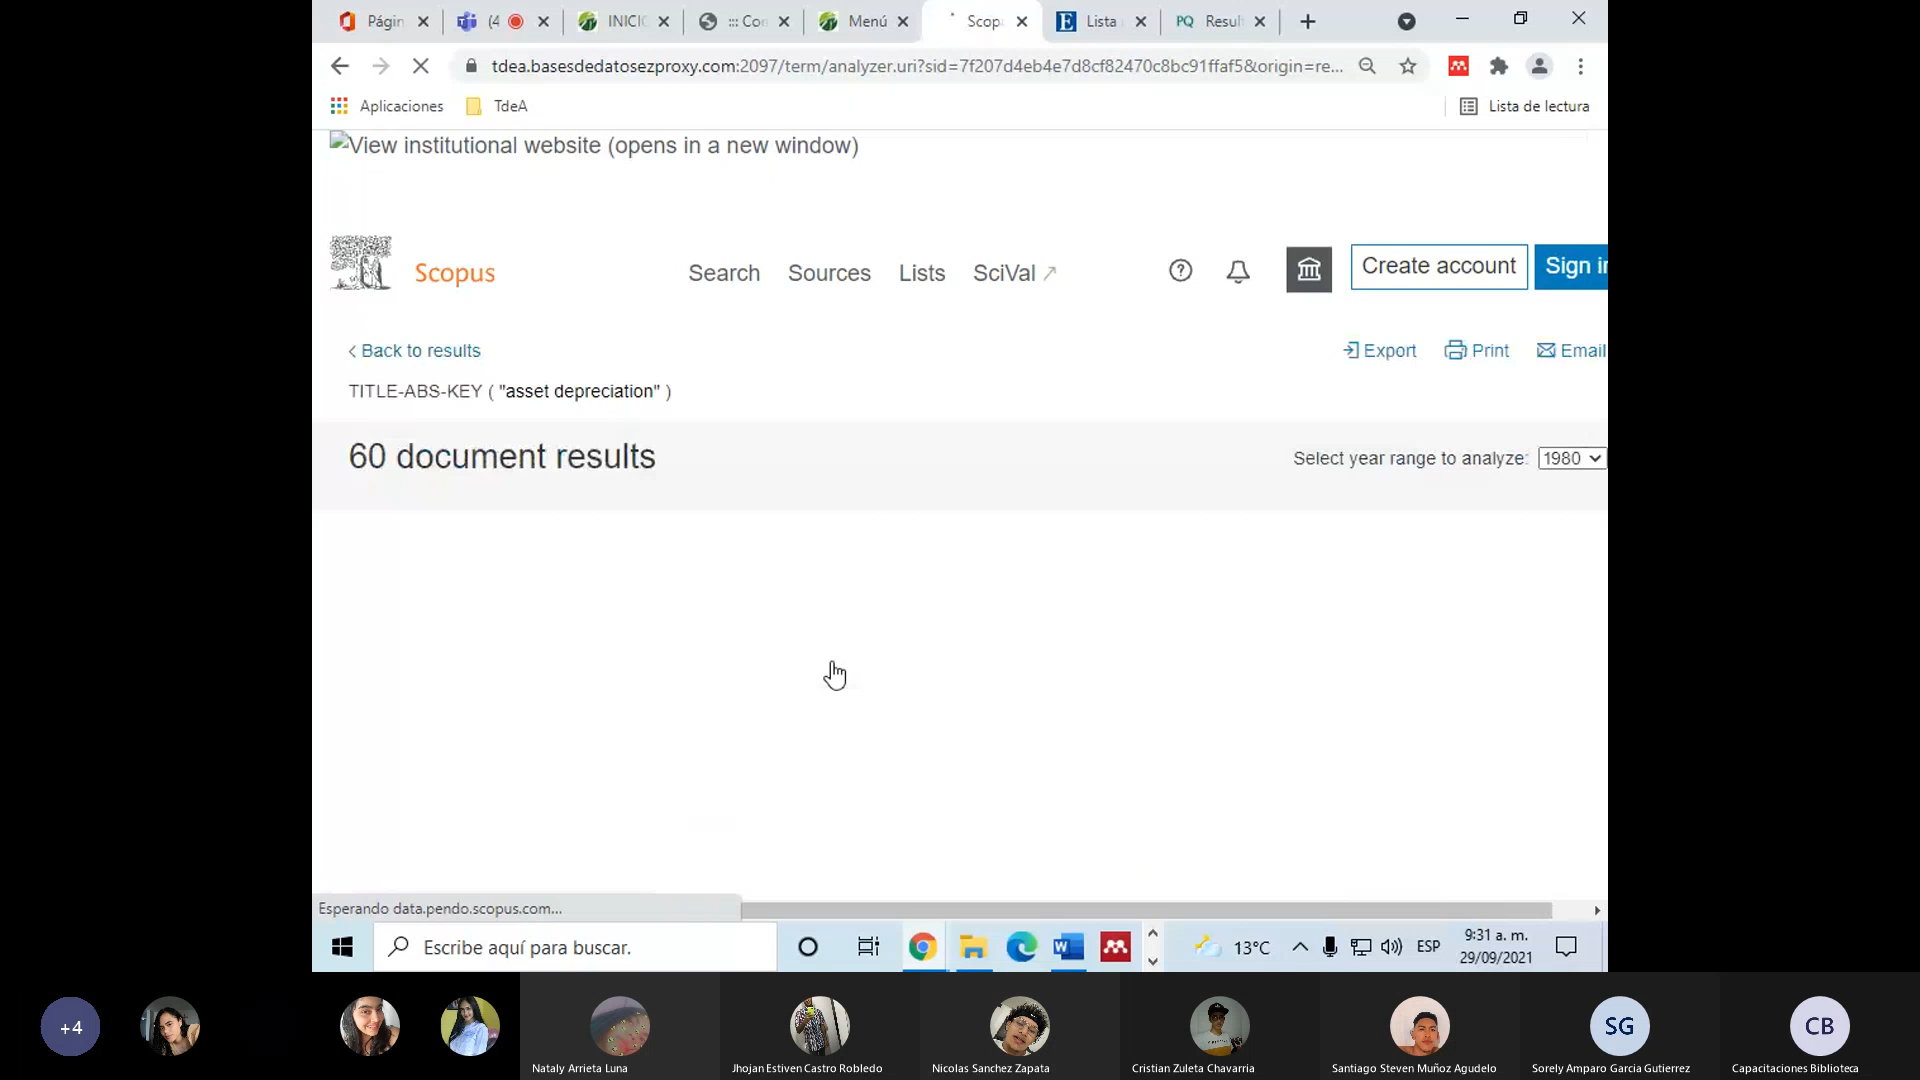 Págin
(4
INICIO
::: Con
Menú
Scop
Lista
PQ Resul
tdea.basesdedatosezproxy.com:2097/term/analyzer.uri?sid=7f207d4eb4e7d8cf82470c8bc91ffaf5&origin=re...
Aplicaciones
TdeA
Lista de lectura
View institutional website (opens in a new window)
Scopus
Search
Sources
Lists
SciVal
Create account
Sign in
Back to results
Export
Print
Email
TITLE-ABS-KEY ( "asset depreciation" )
60 document results
Select year range to analyze: 1980
Esperando data.pendo.scopus.com...
Escribe aquí para buscar.
13°C
ESP
9:31 a. m.
29/09/2021
+4
SG
CB
Nataly Arrieta Luna
Jhojan Estiven Castro Robledo
Nicolas Sanchez Zapata
Cristian Zuleta Chavarria
Santiago Steven Muñoz Agudelo
Sorely Amparo Garcia Gutierrez
Capacitaciones Biblioteca